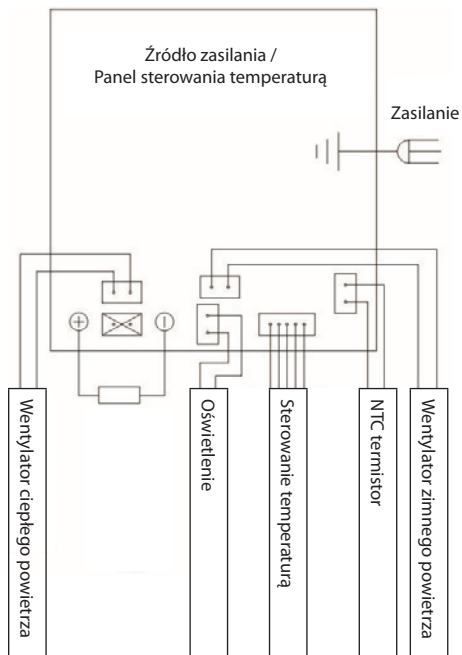 Źródło zasilania /
Panel sterowania temperaturą
Zasilanie
Wentylator ciepłego powietrza
Oświetlenie
Sterowanie temperaturą
NTC termistor
Wentylator zimnego powietrza